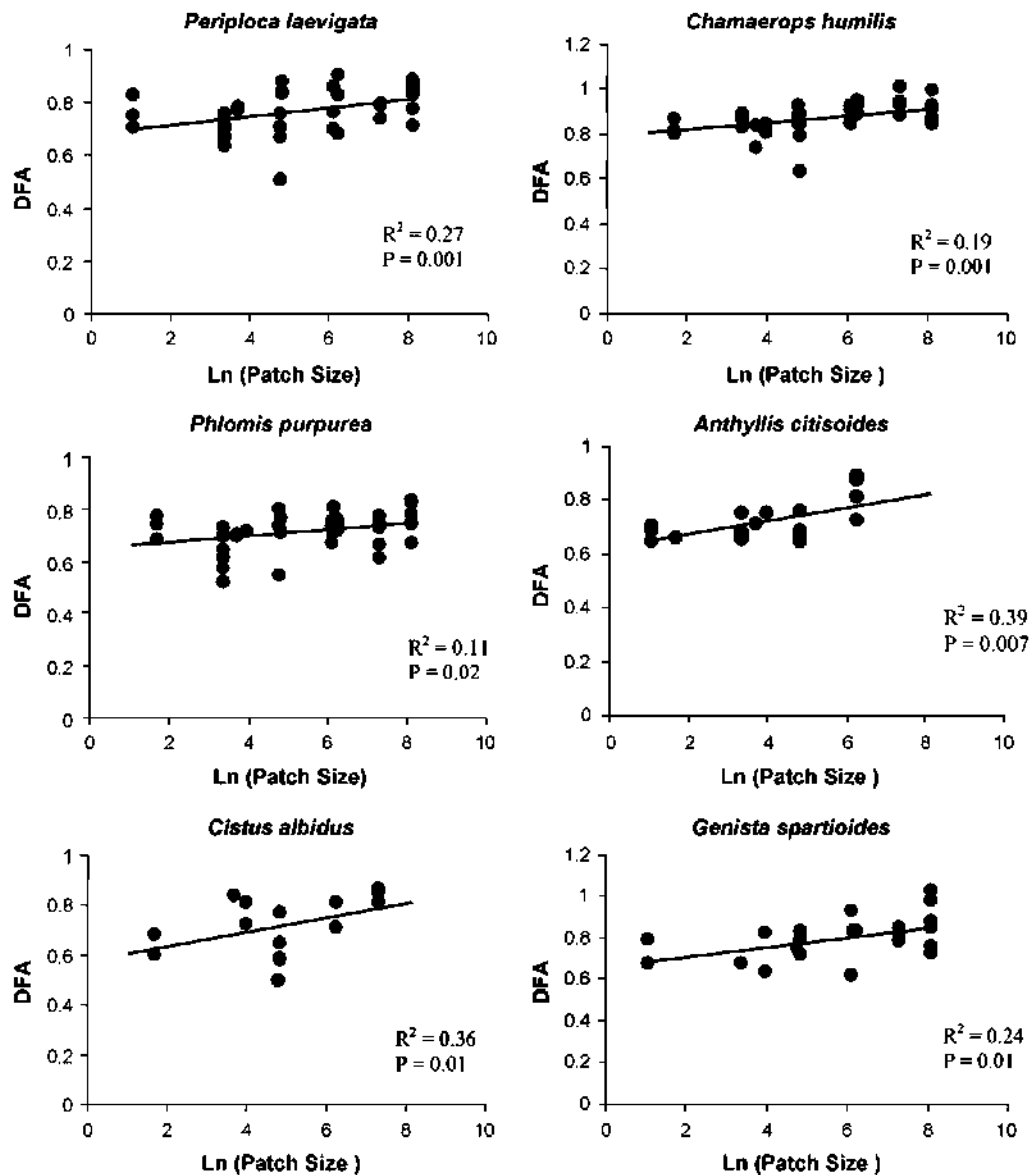 Periploca laevigata
1
0.8
0.6
0.4
0.2
0
DFA
0 2 4 6 8 10
Ln (Patch Size)
R² = 0.27
P = 0.001
Chamaerops humilis
1.2
1
0.8
0.6
0.4
0.2
0
DFA
0 2 4 6 8 10
Ln (Patch Size )
R² = 0.19
P = 0.001
Phlomis purpurea
1
0.8
0.6
0.4
0.2
0
DFA
0 2 4 6 8 10
Ln (Patch Size)
R² = 0.11
P = 0.02
Anthyllis citisoides
1
0.8
0.6
0.4
0.2
0
DFA
0 2 4 6 8 10
Ln (Patch Size )
R² = 0.39
P = 0.007
Cistus albidus
1
0.8
0.6
0.4
0.2
0
DFA
0 2 4 6 8 10
Ln (Patch Size )
R² = 0.36
P = 0.01
Genista spartioides
1.2
1
0.8
0.6
0.4
0.2
0
DFA
0 2 4 6 8 10
Ln (Patch Size )
R² = 0.24
P = 0.01